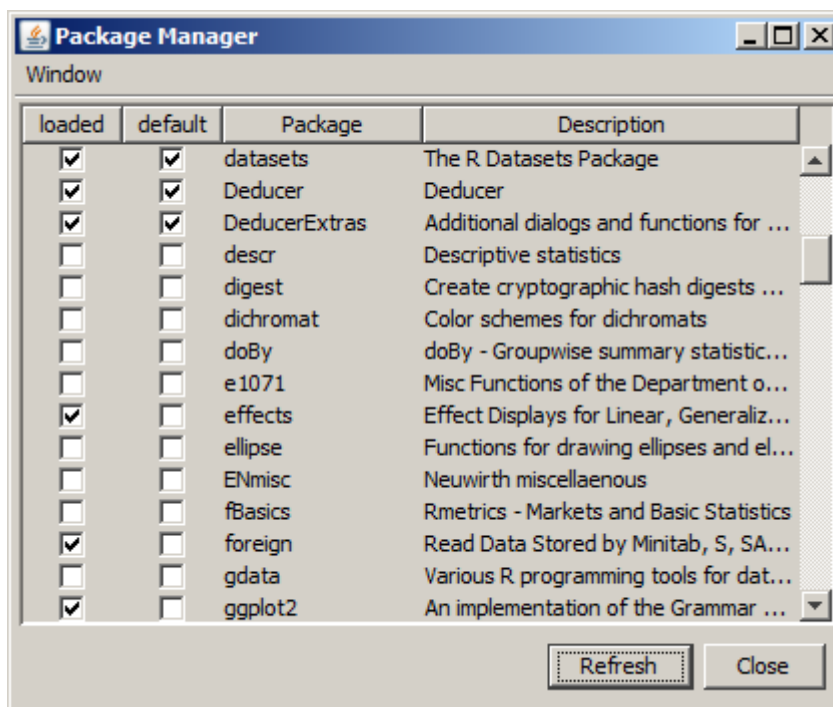 Package Manager
Window
loaded default Package Description
datasets The R Datasets Package
Deducer Deducer
DeducerExtras Additional dialogs and functions for ...
descr Descriptive statistics
digest Create cryptographic hash digests ...
dichromat Color schemes for dichromats
doBy doBy - Groupwise summary statistic...
e1071 Misc Functions of the Department o...
effects Effect Displays for Linear, Generaliz...
ellipse Functions for drawing ellipses and el...
ENmisc Neuwirth miscellaenous
fBasics Rmetrics - Markets and Basic Statistics
foreign Read Data Stored by Minitab, S, SA...
gdata Various R programming tools for dat...
ggplot2 An implementation of the Grammar ...
Refresh Close